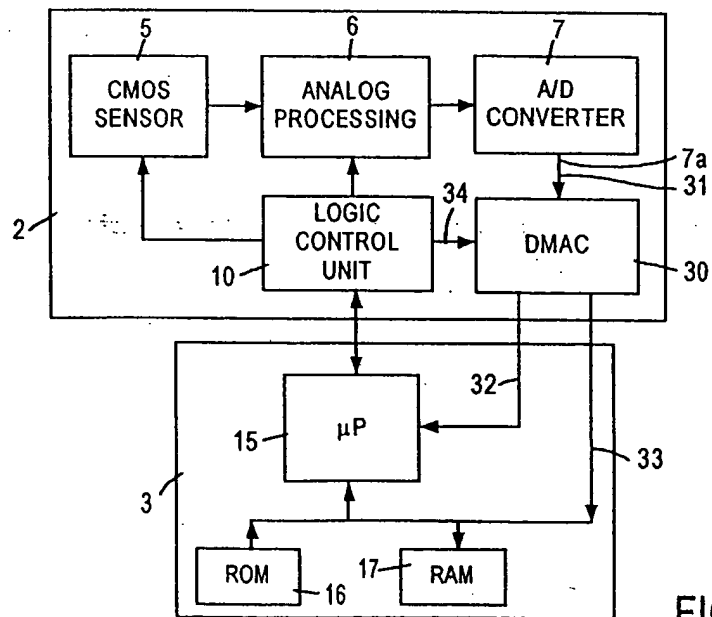 5
6
7
CMOS
SENSOR
ANALOG
PROCESSING
A/D
CONVERTER
7a
31
2
10
LOGIC
CONTROL
UNIT
34
DMAC
30
32
15
μP
33
3
ROM
16
17
RAM
FIG